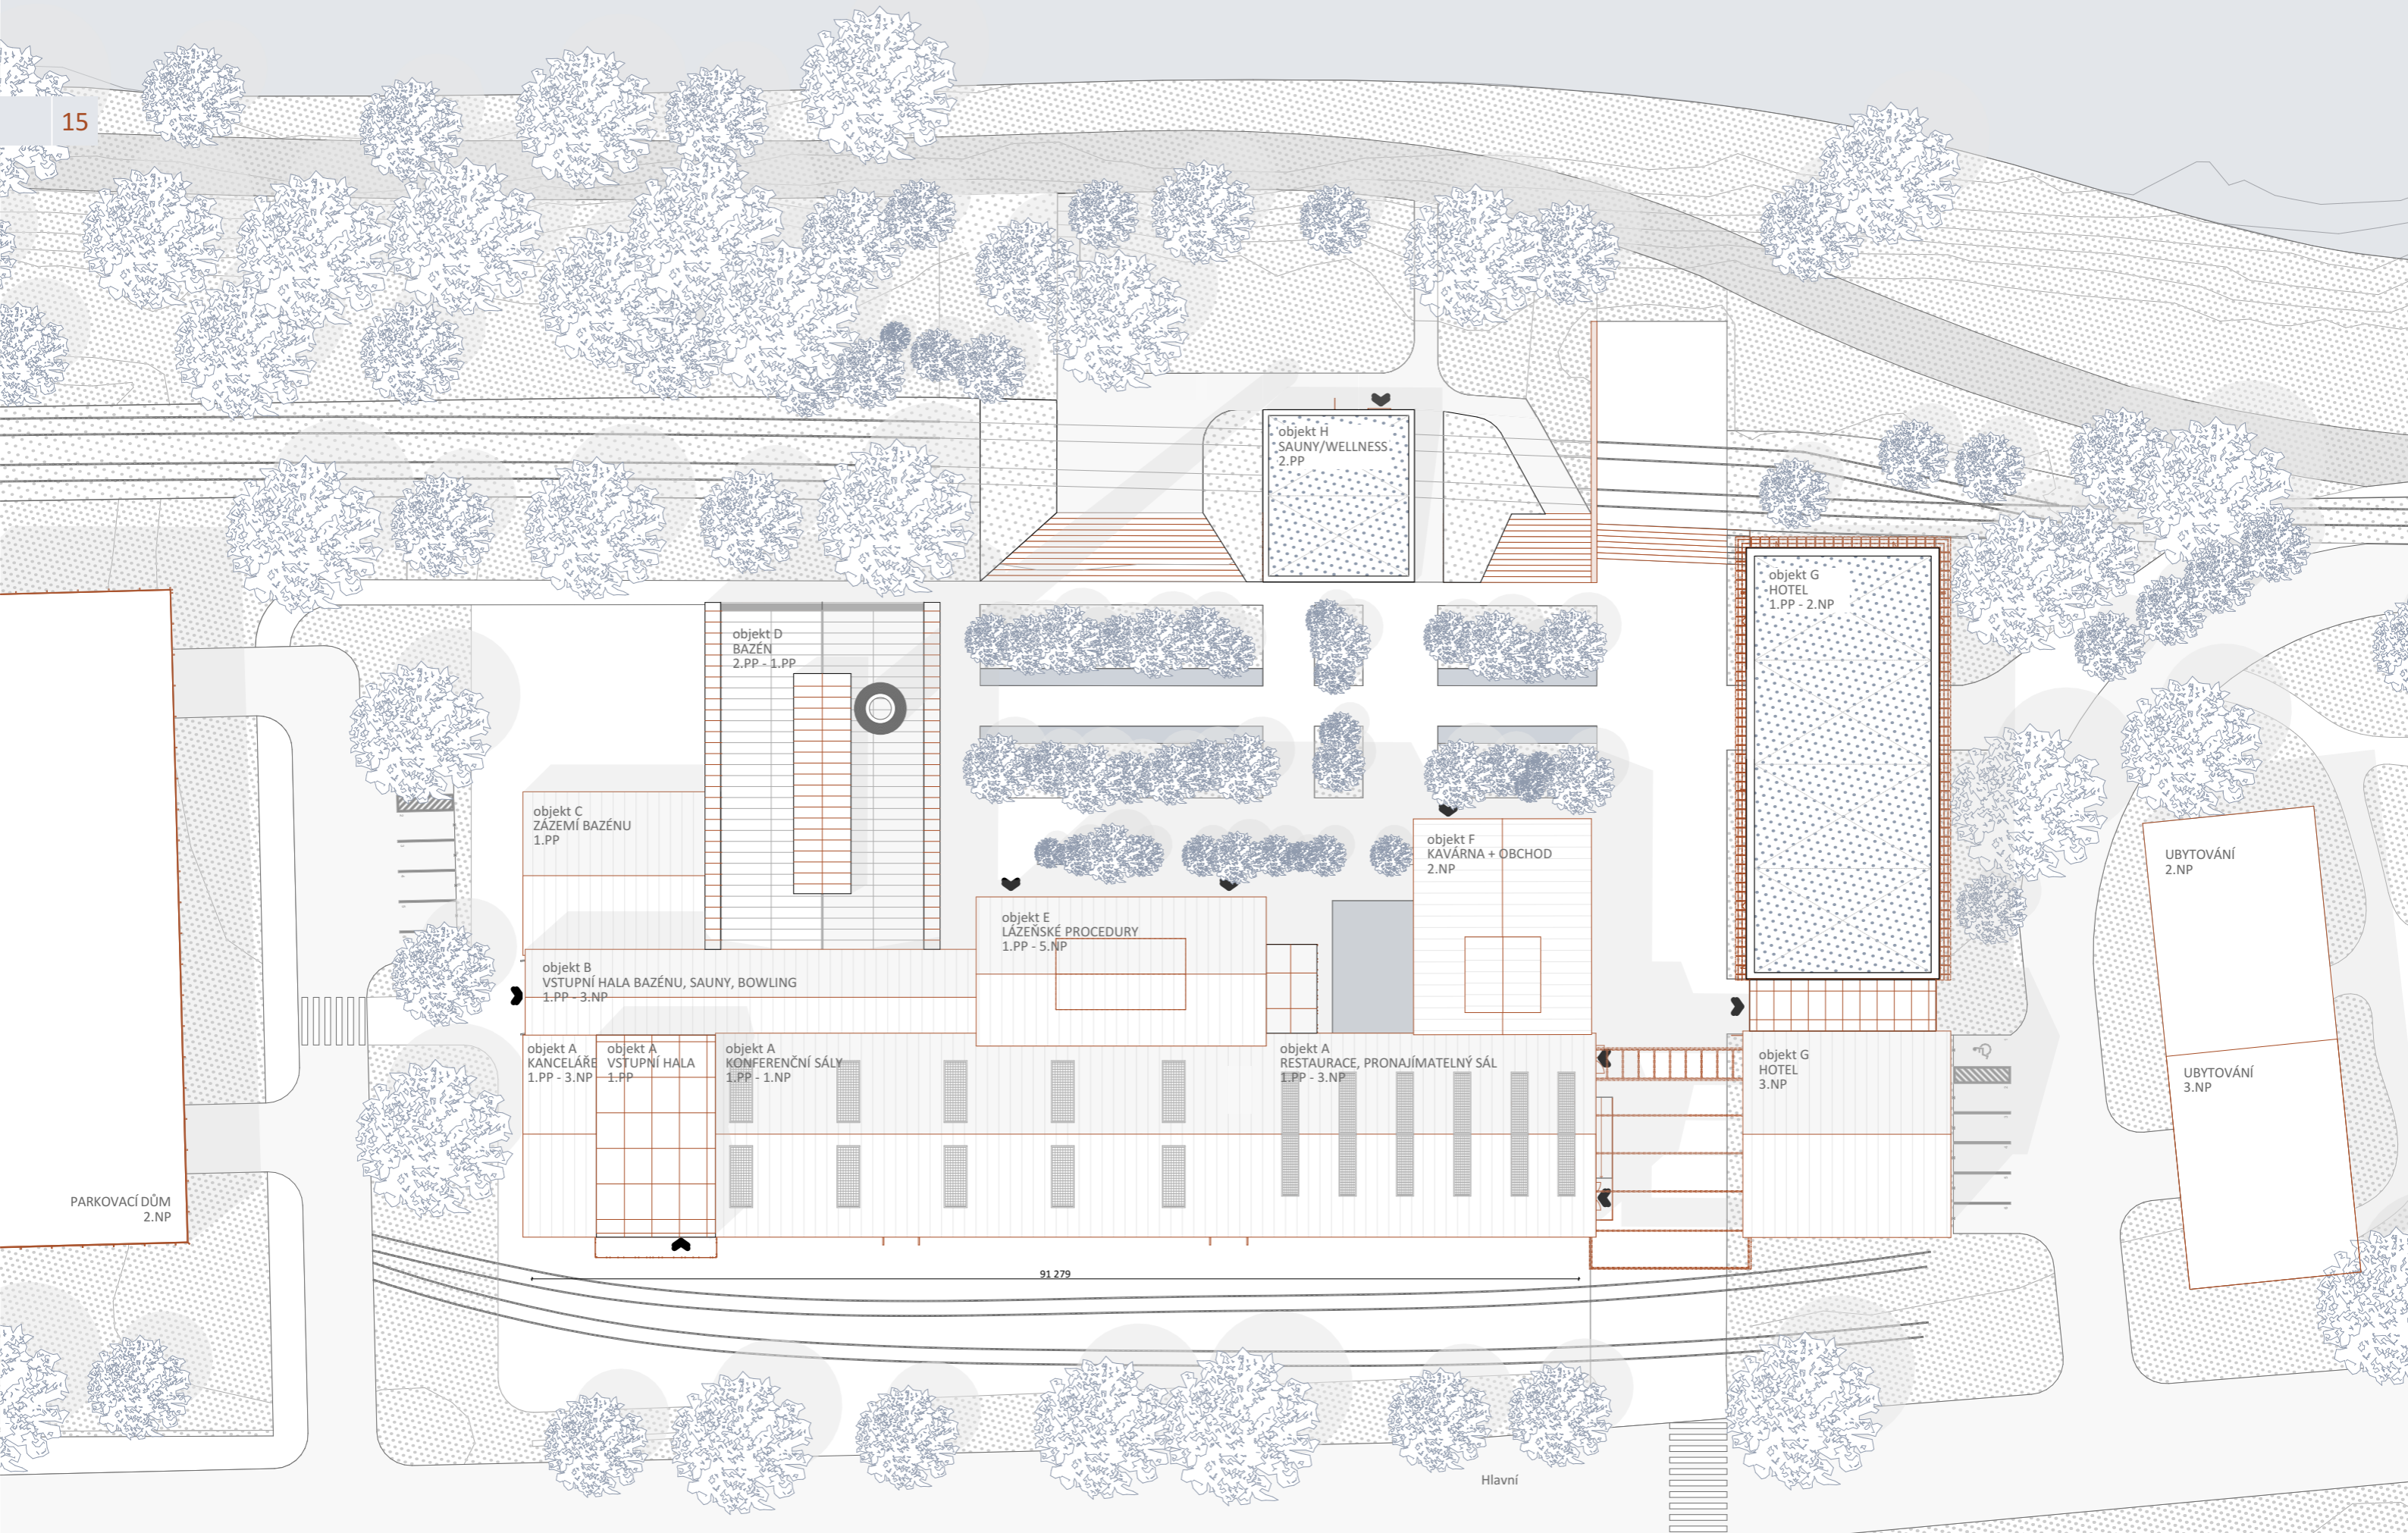 15
objekt H
SAUNY/WELLNESS
2.PP
objekt G
HOTEL
1.PP - 2.NP
objekt D
BAZÉN
2.PP - 1.PP
objekt C
ZÁZEMÍ BAZÉNU
1.PP
objekt F
KAVÁRNA + OBCHOD
2.NP
UBYTOVÁNÍ
2.NP
objekt E
LÁZEŇSKÉ PROCEDURY
1.PP - 5.NP
objekt B
VSTUPNÍ HALA BAZÉNU, SAUNY, BOWLING
1.PP - 3.NP
objekt A
KANCELÁŘE
1.PP - 3.NP
objekt A
VSTUPNÍ HALA
1.PP
objekt A
KONFERENČNÍ SÁLY
1.PP - 1.NP
objekt A
RESTAURACE, PRONAJÍMATELNÝ SÁL
1.PP - 3.NP
objekt G
HOTEL
3.NP
UBYTOVÁNÍ
3.NP
PARKOVACÍ DŮM
2.NP
91 279
Hlavní